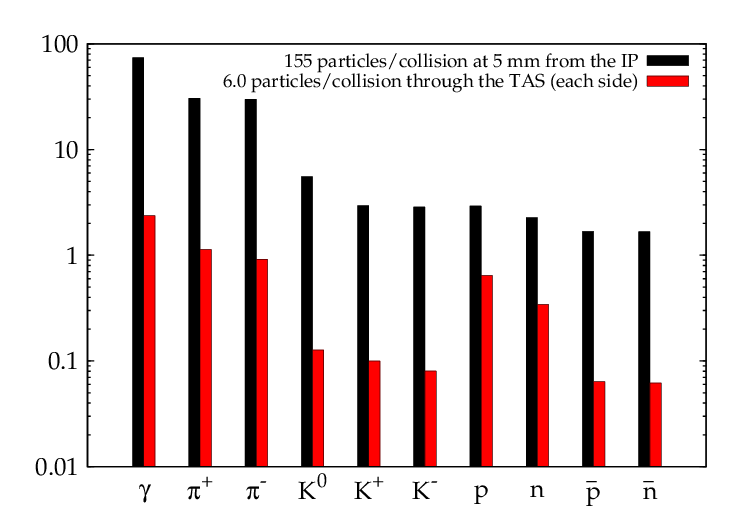 155 particles/collision at 5 mm from the IP
6.0 particles/collision through the TAS (each side)
100
10
1
0.1
0.01
γ π⁺ π⁻ K⁰ K⁺ K⁻ p n p̄ n̄